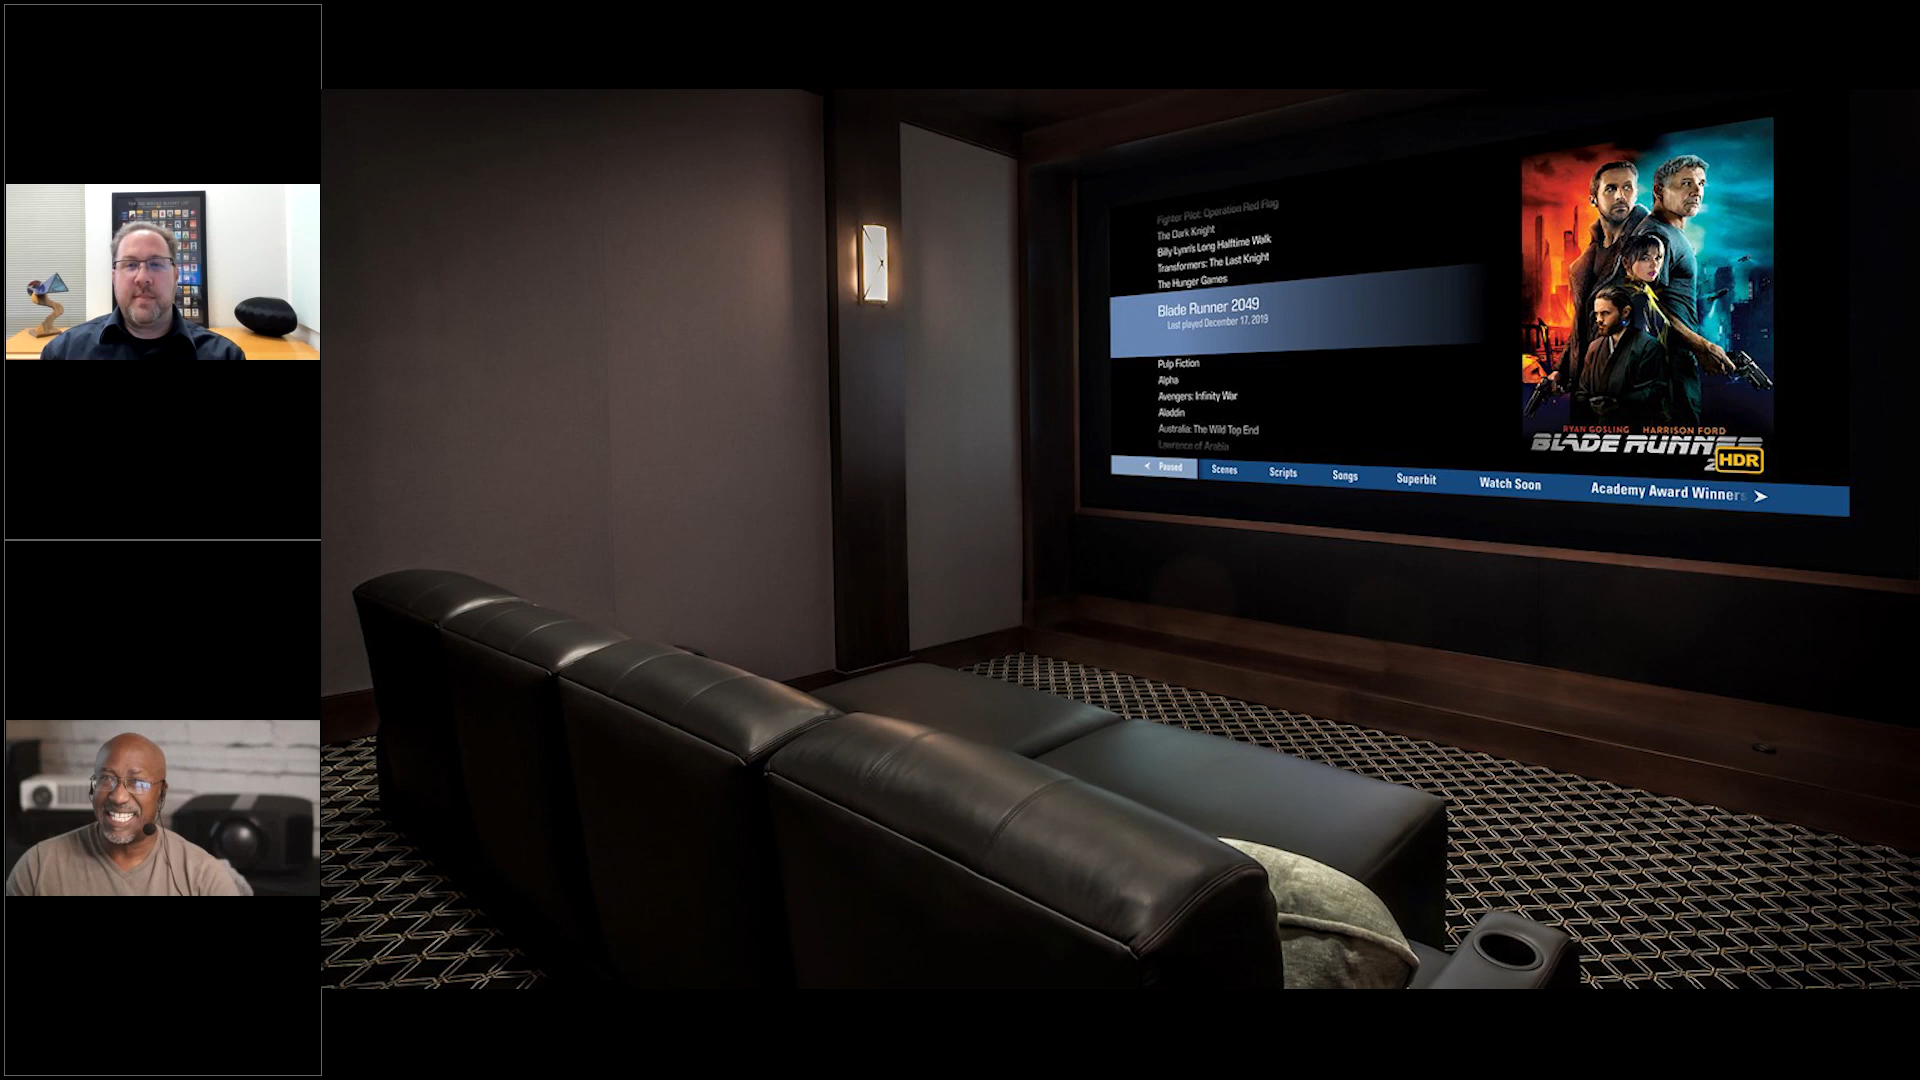 Fighter Pilot: Operation Red Flag
The Dark Knight
Billy Lynn's Long Halftime Walk
Transformers: The Last Knight
The Hunger Games
Blade Runner 2049
Last played December 17, 2019
Pulp Fiction
Alpha
Avengers: Infinity War
Aladdin
Australia: The Wild Top End
Lawrence of Arabia
Paused
Scenes
Scripts
Songs
Superbit
Watch Soon
Academy Award Winners
RYAN GOSLING HARRISON FORD
BLADE RUNNER
2
HDR